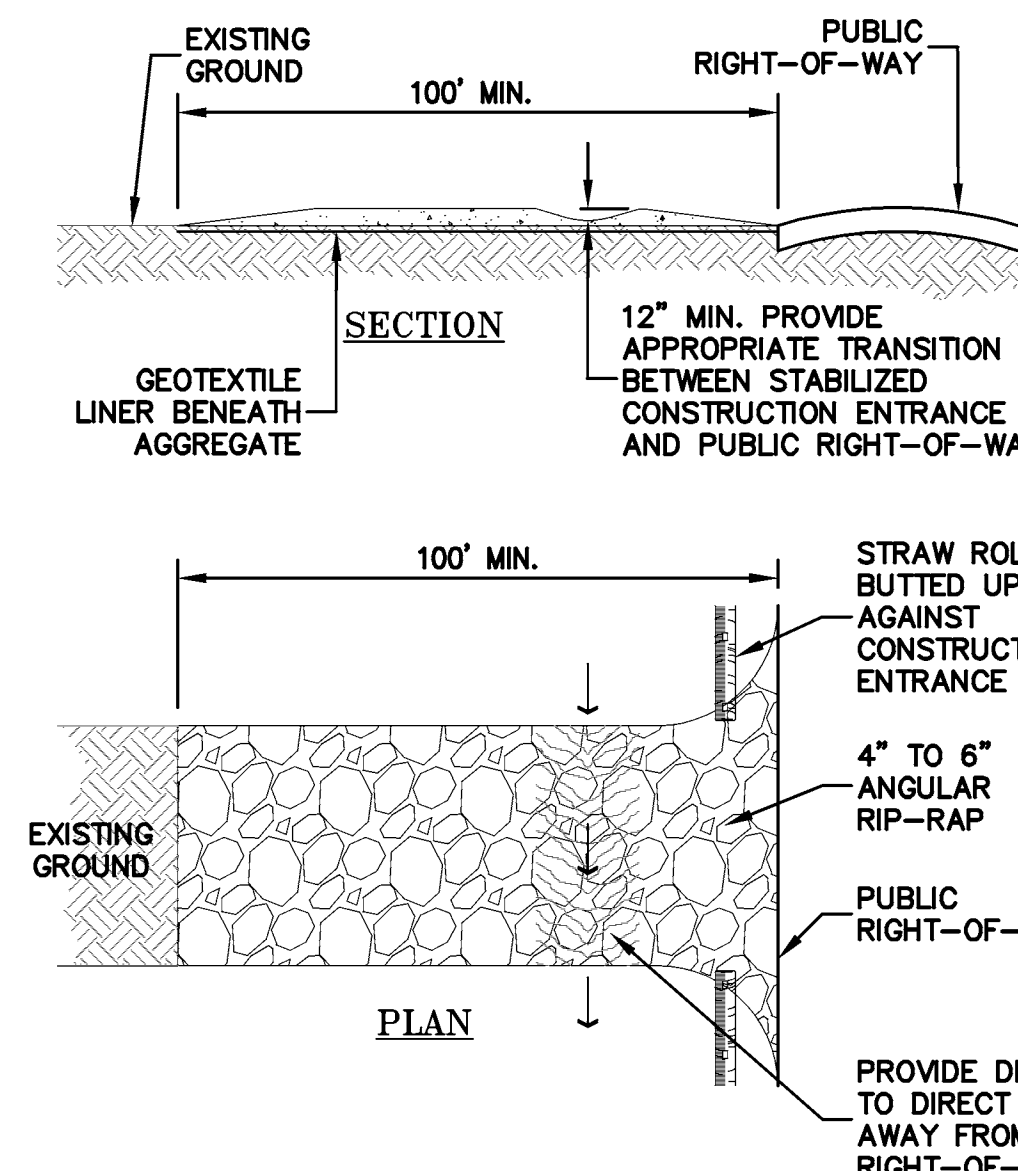 EXISTING
GROUND
PUBLIC
RIGHT-OF-WAY
100' MIN.
SECTION
12" MIN. PROVIDE
APPROPRIATE TRANSITION
BETWEEN STABILIZED
CONSTRUCTION ENTRANCE
AND PUBLIC RIGHT-OF-WA
GEOTEXTILE
LINER BENEATH
AGGREGATE
100' MIN.
STRAW ROL
BUTTED UP
AGAINST
CONSTRUCT
ENTRANCE
4" TO 6"
ANGULAR
RIP-RAP
EXISTING
GROUND
PUBLIC
RIGHT-OF-
PLAN
PROVIDE
TO DIRECT
AWAY FROM
RIGHT-OF-